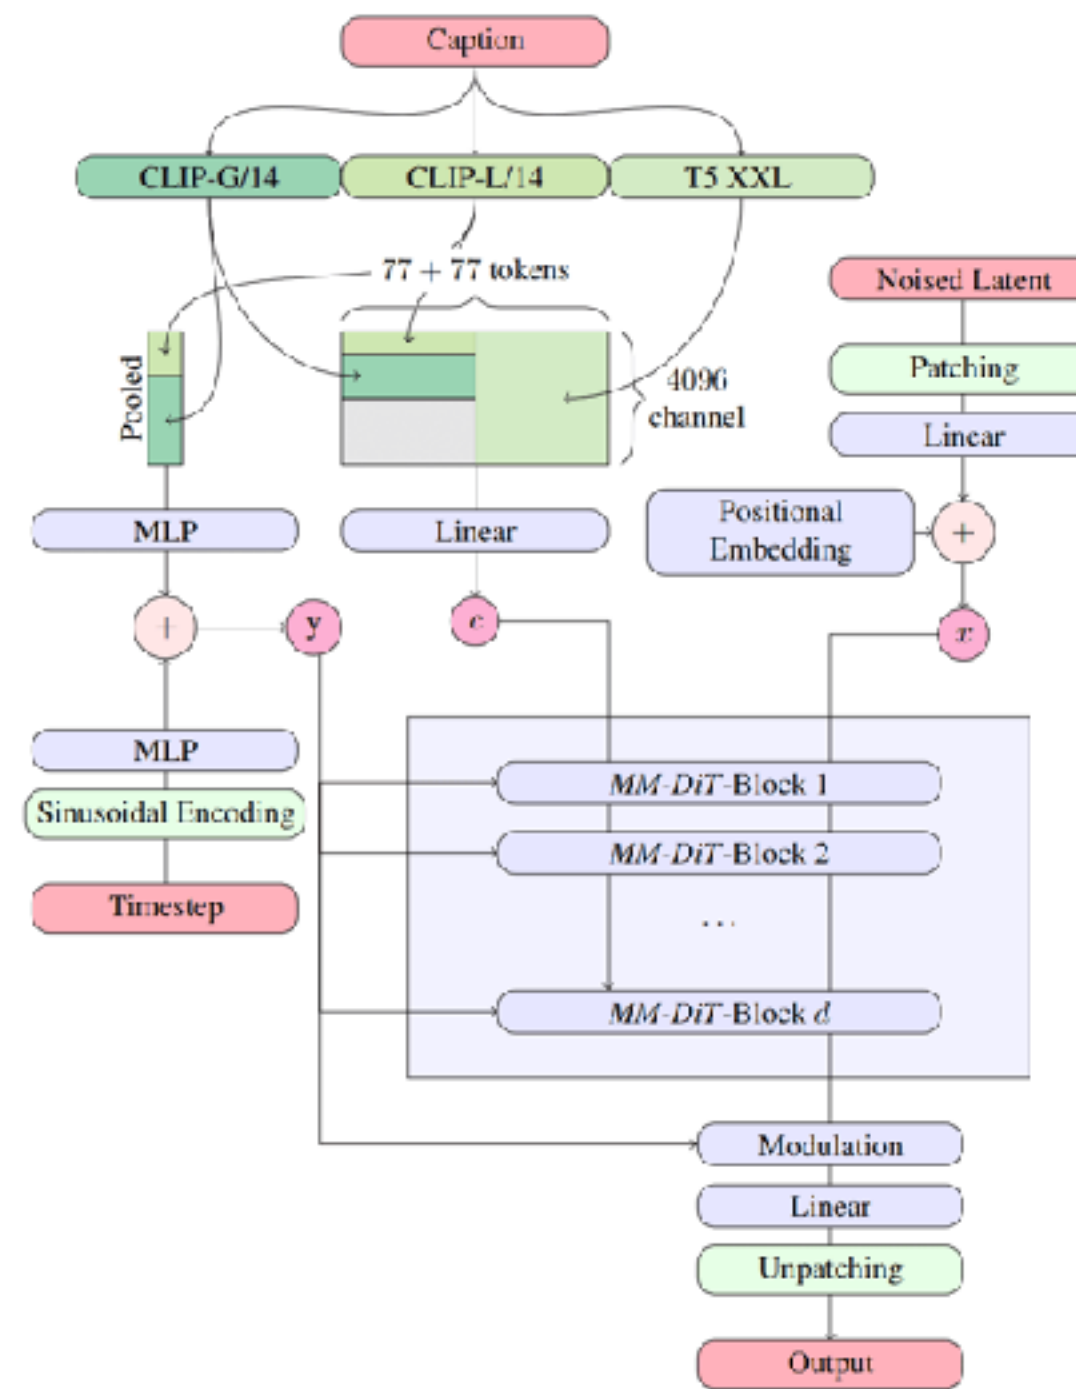 Caption
CLIP-G/14
CLIP-L/14
T5 XXL
77 + 77 tokens
Noised Latent
Patching
Linear
Pooled
4096
channel
MLP
Linear
Positional
Embedding
+
+
y
c
x
MLP
Sinusoidal Encoding
Timestep
MM-DiT-Block 1
MM-DiT-Block 2
...
MM-DiT-Block d
Modulation
Linear
Unpatching
Output